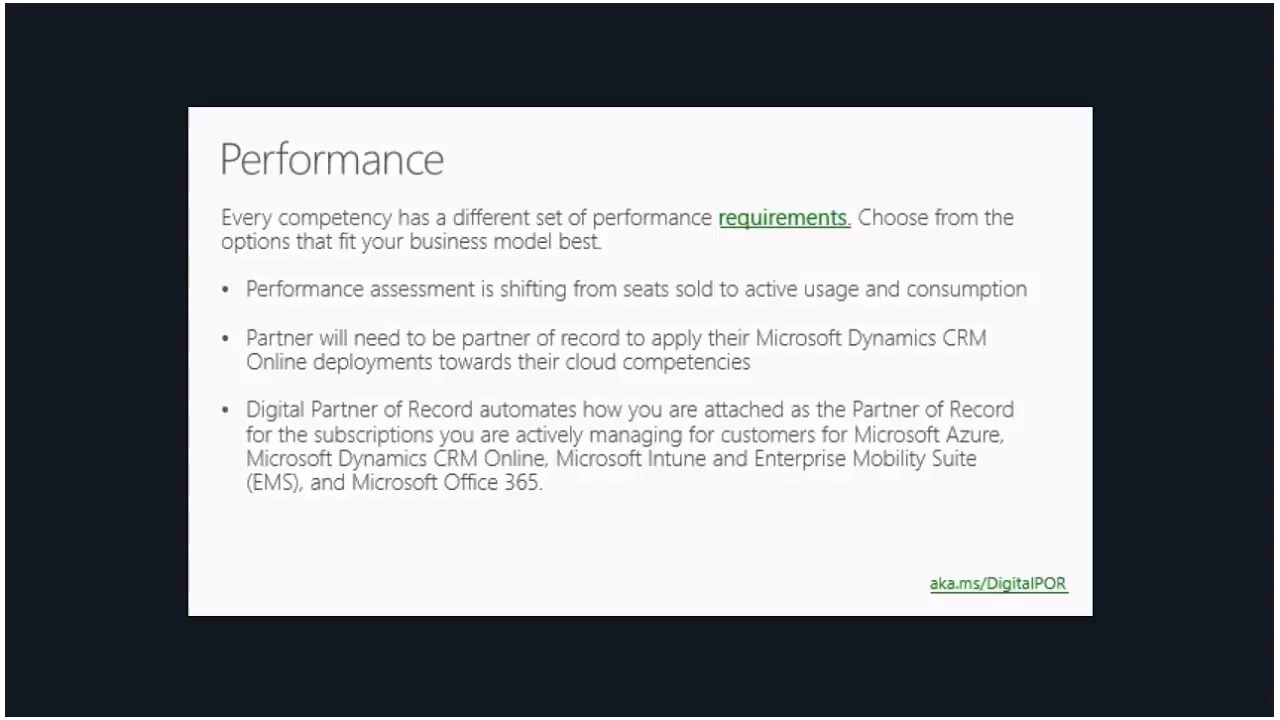 Performance
Every competency has a different set of performance requirements. Choose from the
options that fit your business model best.
• Performance assessment is shifting from seats sold to active usage and consumption
• Partner will need to be partner of record to apply their Microsoft Dynamics CRM
Online deployments towards their cloud competencies
• Digital Partner of Record automates how you are attached as the Partner of Record
for the subscriptions you are actively managing for customers for Microsoft Azure,
Microsoft Dynamics CRM Online, Microsoft Intune and Enterprise Mobility Suite
(EMS), and Microsoft Office 365.
aka.ms/DigitalPOR